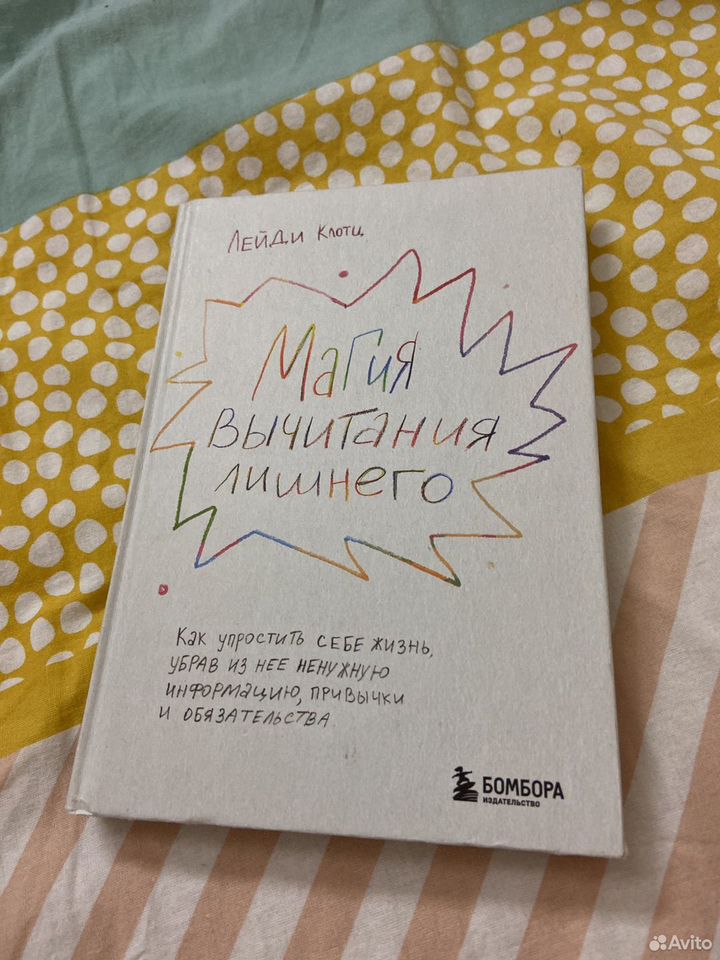 Лейди Клотц
Магия
вычитания
лишнего
Как упростить себе жизнь,
убрав из нее ненужную
информацию, привычки
и обязательства.
БОМБОРА
ИЗДАТЕЛЬСТВО
Avito